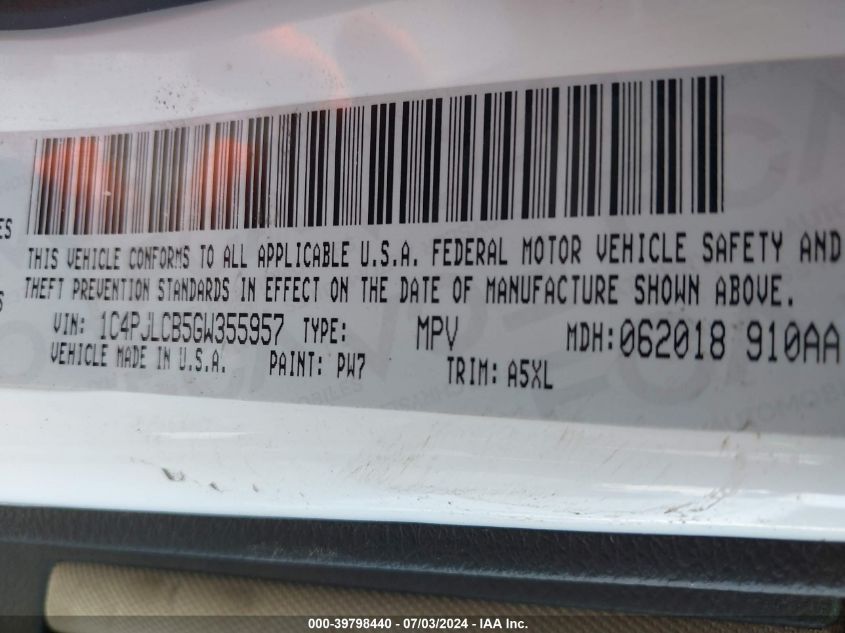 ES
THIS VEHICLE CONFORMS TO ALL APPLICABLE U.S.A. FEDERAL MOTOR VEHICLE SAFETY AND
S
THEFT PREVENTION STANDARDS IN EFFECT ON THE DATE OF MANUFACTURE SHOWN ABOVE.
VIN: 1C4PJLCB5GW355957 TYPE: MPV MDH: 062018 910AA
VEHICLE MADE IN U.S.A. PAINT: PW7 TRIM: A5XL
000-39798440 - 07/03/2024 - IAA Inc.